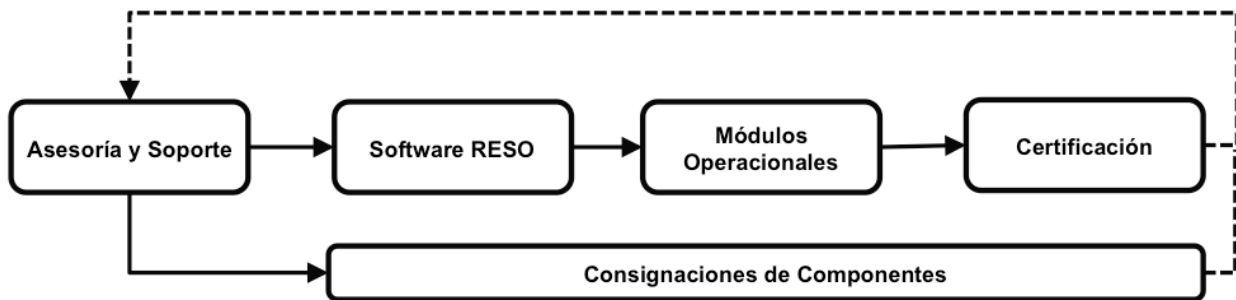 Asesoría y Soporte
Software RESO
Módulos
Operacionales
Certificación
Consignaciones de Componentes